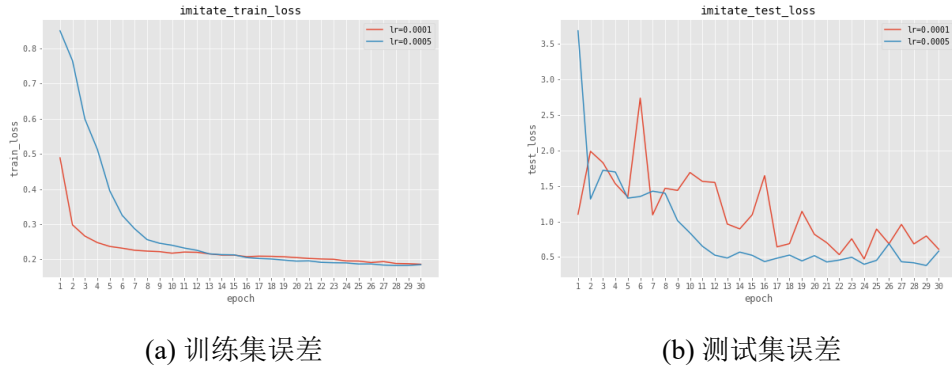 imitate_train_loss
lr=0.0001
lr=0.0005
0.8
0.7
0.6
0.5
0.4
0.3
0.2
train_loss
1 2 3 4 5 6 7 8 9 10 11 12 13 14 15 16 17 18 19 20 21 22 23 24 25 26 27 28 29 30
epoch
(a) 训练集误差
imitate_test_loss
lr=0.0001
lr=0.0005
3.5
3.0
2.5
2.0
1.5
1.0
0.5
test_loss
1 2 3 4 5 6 7 8 9 10 11 12 13 14 15 16 17 18 19 20 21 22 23 24 25 26 27 28 29 30
epoch
(b) 测试集误差